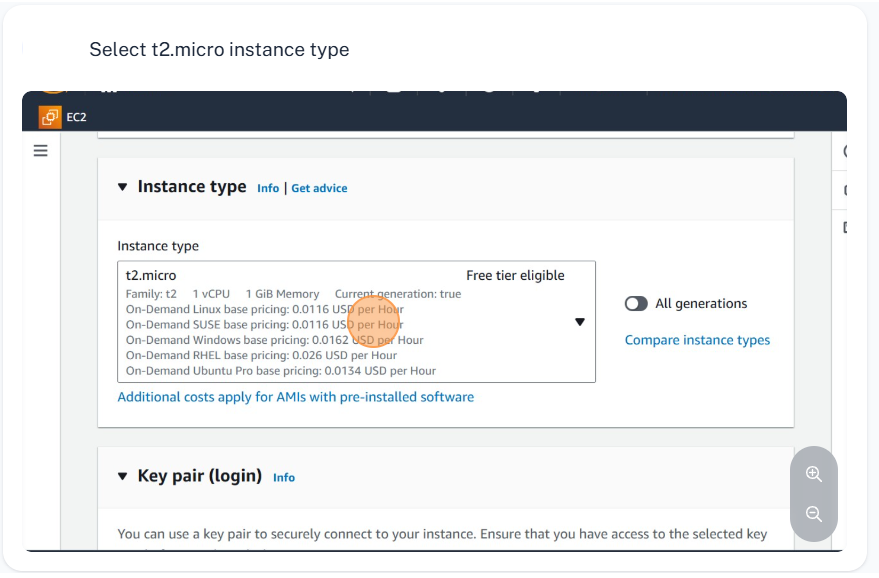 Select t2.micro instance type
EC2
Instance type Info | Get advice
Instance type
t2.micro Free tier eligible
Family: t2 1 vCPU 1 GiB Memory Current generation: true
On-Demand Linux base pricing: 0.0116 USD per Hour
On-Demand SUSE base pricing: 0.0116 USD per Hour
On-Demand Windows base pricing: 0.0162 USD per Hour
On-Demand RHEL base pricing: 0.026 USD per Hour
On-Demand Ubuntu Pro base pricing: 0.0134 USD per Hour
All generations
Compare instance types
Additional costs apply for AMIs with pre-installed software
Key pair (login) Info
You can use a key pair to securely connect to your instance. Ensure that you have access to the selected key